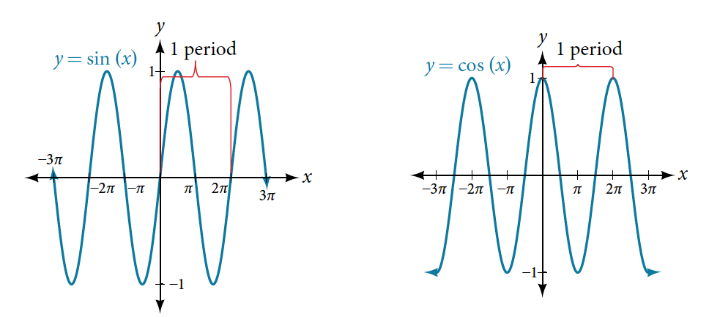 y
1 period
y = sin (x)
1
−3π
−2π
−π
π
2π
3π
x
−1
y
1 period
y = cos (x)
1
−3π
−2π
−π
π
2π
3π
x
−1